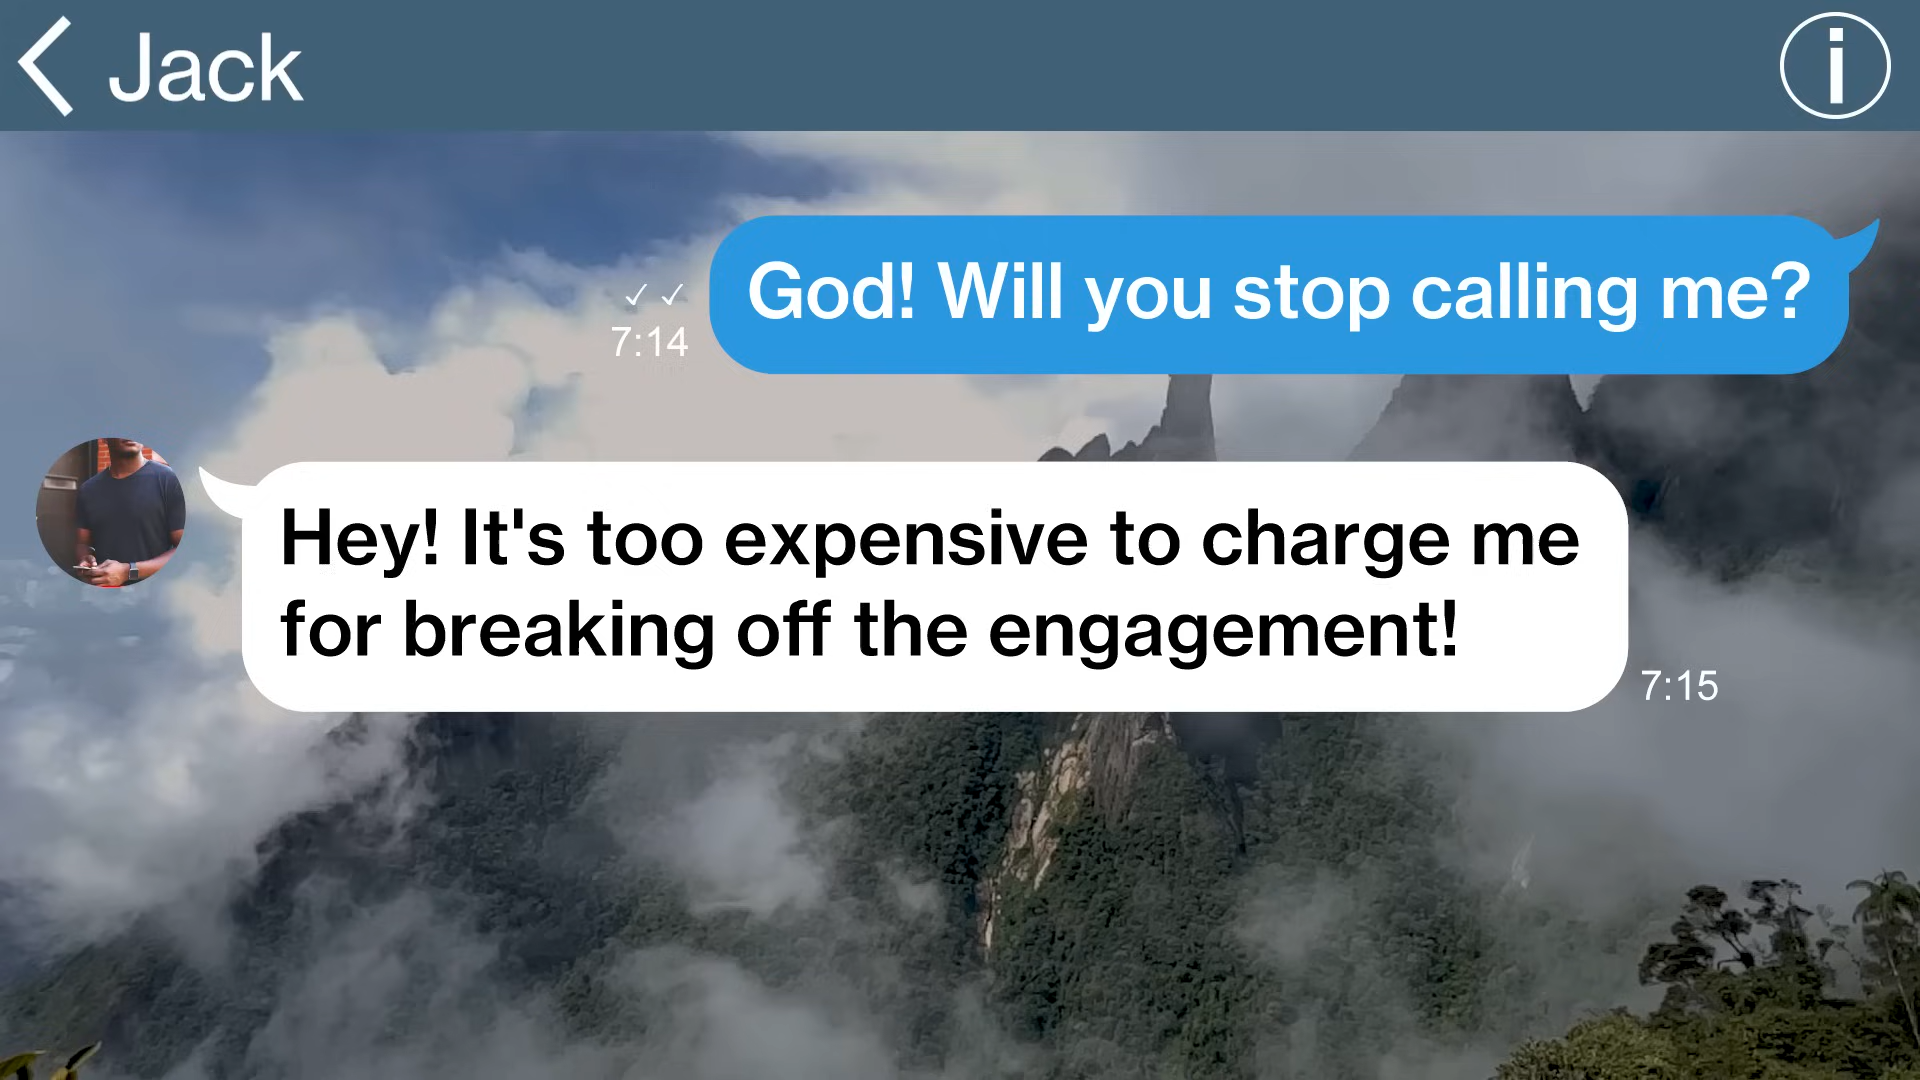 Jack
God! Will you stop calling me?
✓ ✓
7:14
Hey! It's too expensive to charge me
for breaking off the engagement!
7:15